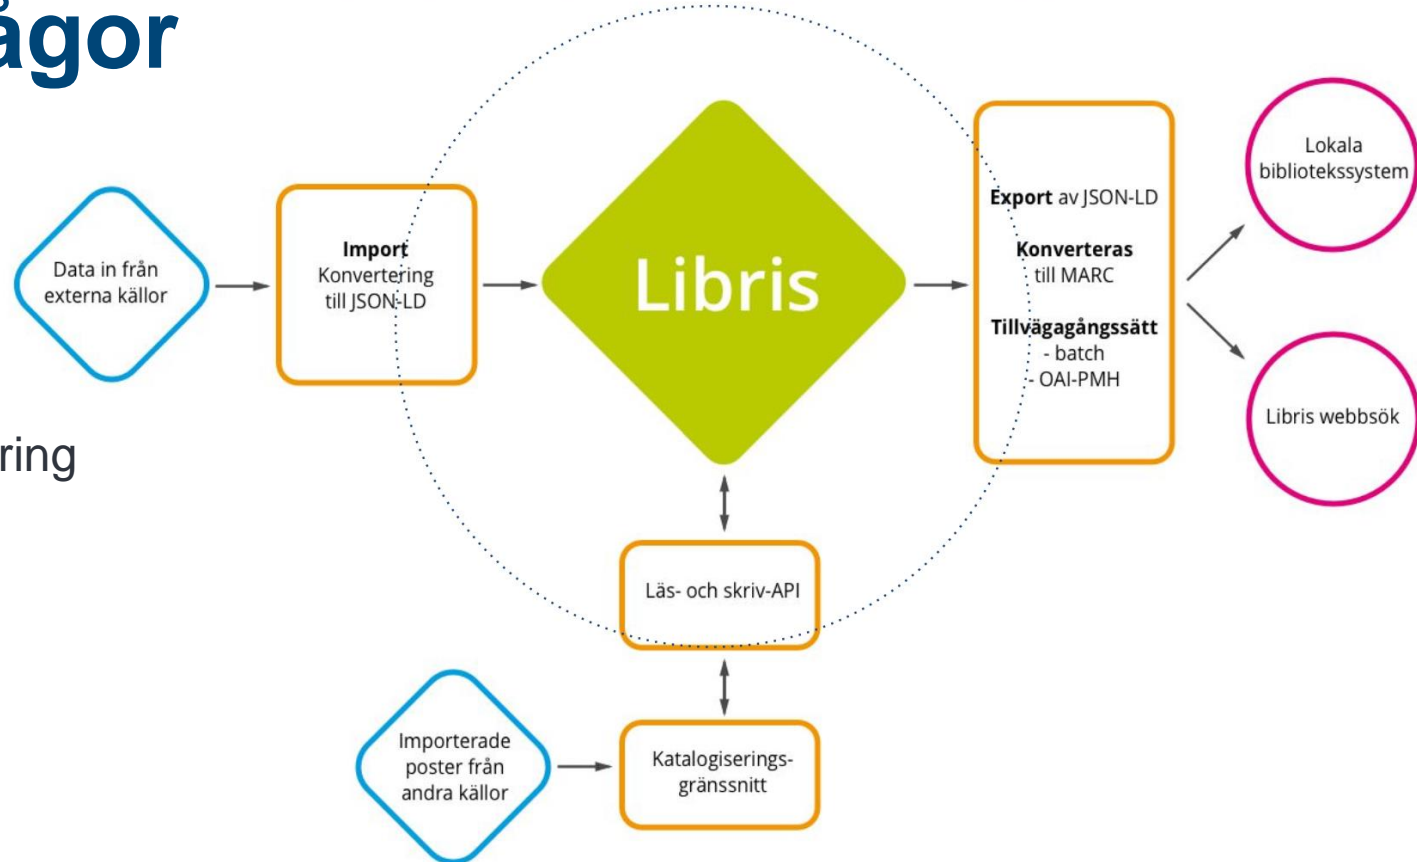 ågor
Data in från
externa källor
Import
Konvertering
till JSON-LD
Libris
Export av JSON-LD
Konverteras
till MARC
Tillvägagångssätt
- batch
- OAI-PMH
Lokala
bibliotekssystem
Libris webbsök
ring
Läs- och skriv-API
Importerade
poster från
andra källor
Katalogiserings-
gränssnitt